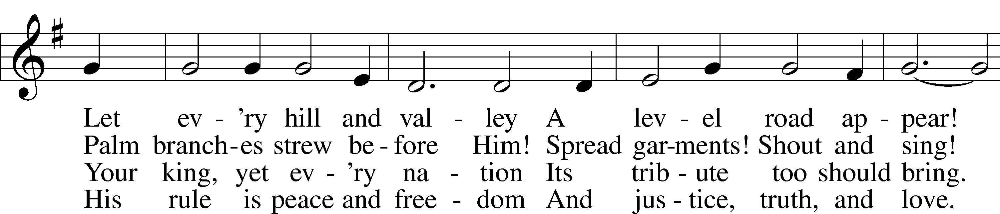 Let ev - 'ry hill and val - ley A lev - el road ap - pear!
Palm branch - es strew be - fore Him! Spread gar - ments! Shout and sing!
Your king, yet ev - 'ry na - tion Its trib - ute too should bring.
His rule is peace and free - dom And jus - tice, truth, and love.